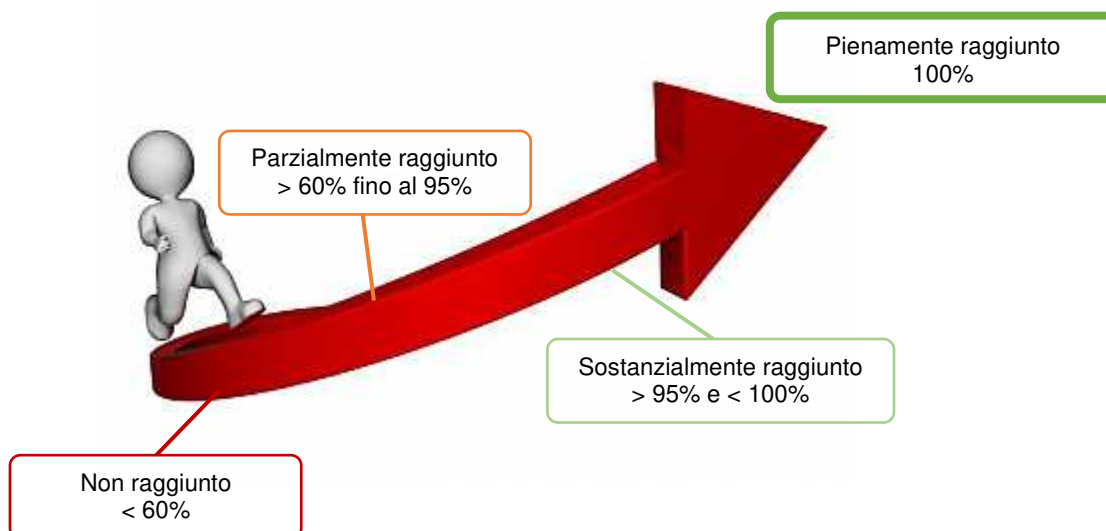 Pienamente raggiunto
100%
Parzialmente raggiunto
> 60% fino al 95%
Sostanzialmente raggiunto
> 95% e < 100%
Non raggiunto
< 60%